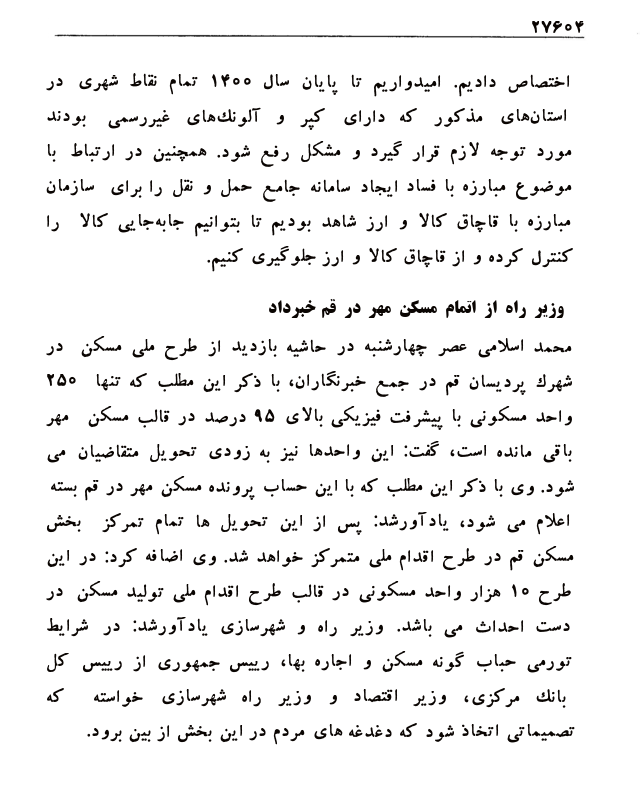 ۲۷۶۰۴
اختصاص دادیم. امیدواریم تا پایان سال ۱۴۰۰ تمام نقاط شهری در
استان‌های مذکور که دارای کپر و آلونك‌های غیررسمی بودند
مورد توجه لازم قرار گیرد و مشکل رفع شود. همچنین در ارتباط با
موضوع مبارزه با فساد ایجاد سامانه جامع حمل و نقل را برای سازمان
مبارزه با قاچاق کالا و ارز شاهد بودیم تا بتوانیم جابه‌جایی کالا را
کنترل کرده و از قاچاق کالا و ارز جلوگیری کنیم.
وزیر راه از اتمام مسکن مهر در قم خبرداد
محمد اسلامی عصر چهارشنبه در حاشیه بازدید از طرح ملی مسکن در
شهرك پردیسان قم در جمع خبرنگاران، با ذکر این مطلب که تنها ۲۵۰
واحد مسکونی با پیشرفت فیزیکی بالای ۹۵ درصد در قالب مسکن مهر
باقی مانده است، گفت: این واحدها نیز به زودی تحویل متقاضیان می
شود. وی با ذکر این مطلب که با این حساب پرونده مسکن مهر در قم بسته
اعلام می شود، یادآورشد: پس از این تحویل ها تمام تمرکز بخش
مسکن قم در طرح اقدام ملی متمرکز خواهد شد. وی اضافه کرد: در این
طرح ۱۰ هزار واحد مسکونی در قالب طرح اقدام ملی تولید مسکن در
دست احداث می باشد. وزیر راه و شهرسازی یادآورشد: در شرایط
تورمی حباب گونه مسکن و اجاره بها، رییس جمهوری از رییس کل
بانك مرکزی، وزیر اقتصاد و وزیر راه شهرسازی خواسته که
تصمیماتی اتخاذ شود که دغدغه های مردم در این بخش از بین برود.